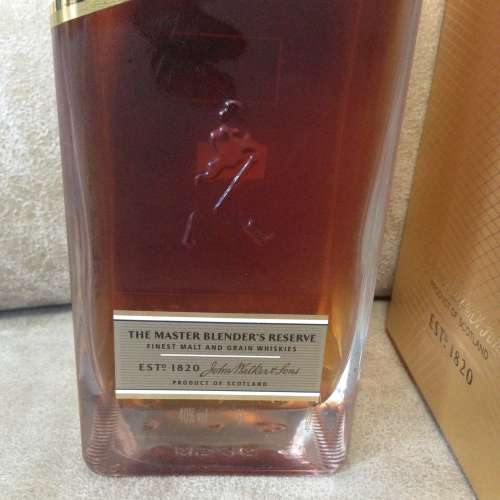 THE MASTER BLENDER'S RESERVE
FINEST MALT AND GRAIN WHISKIES
ESTD 1820 John Walker & Sons
PRODUCT OF SCOTLAND
40%
PRODUCT OF SCOTLAND
ESTD 1820